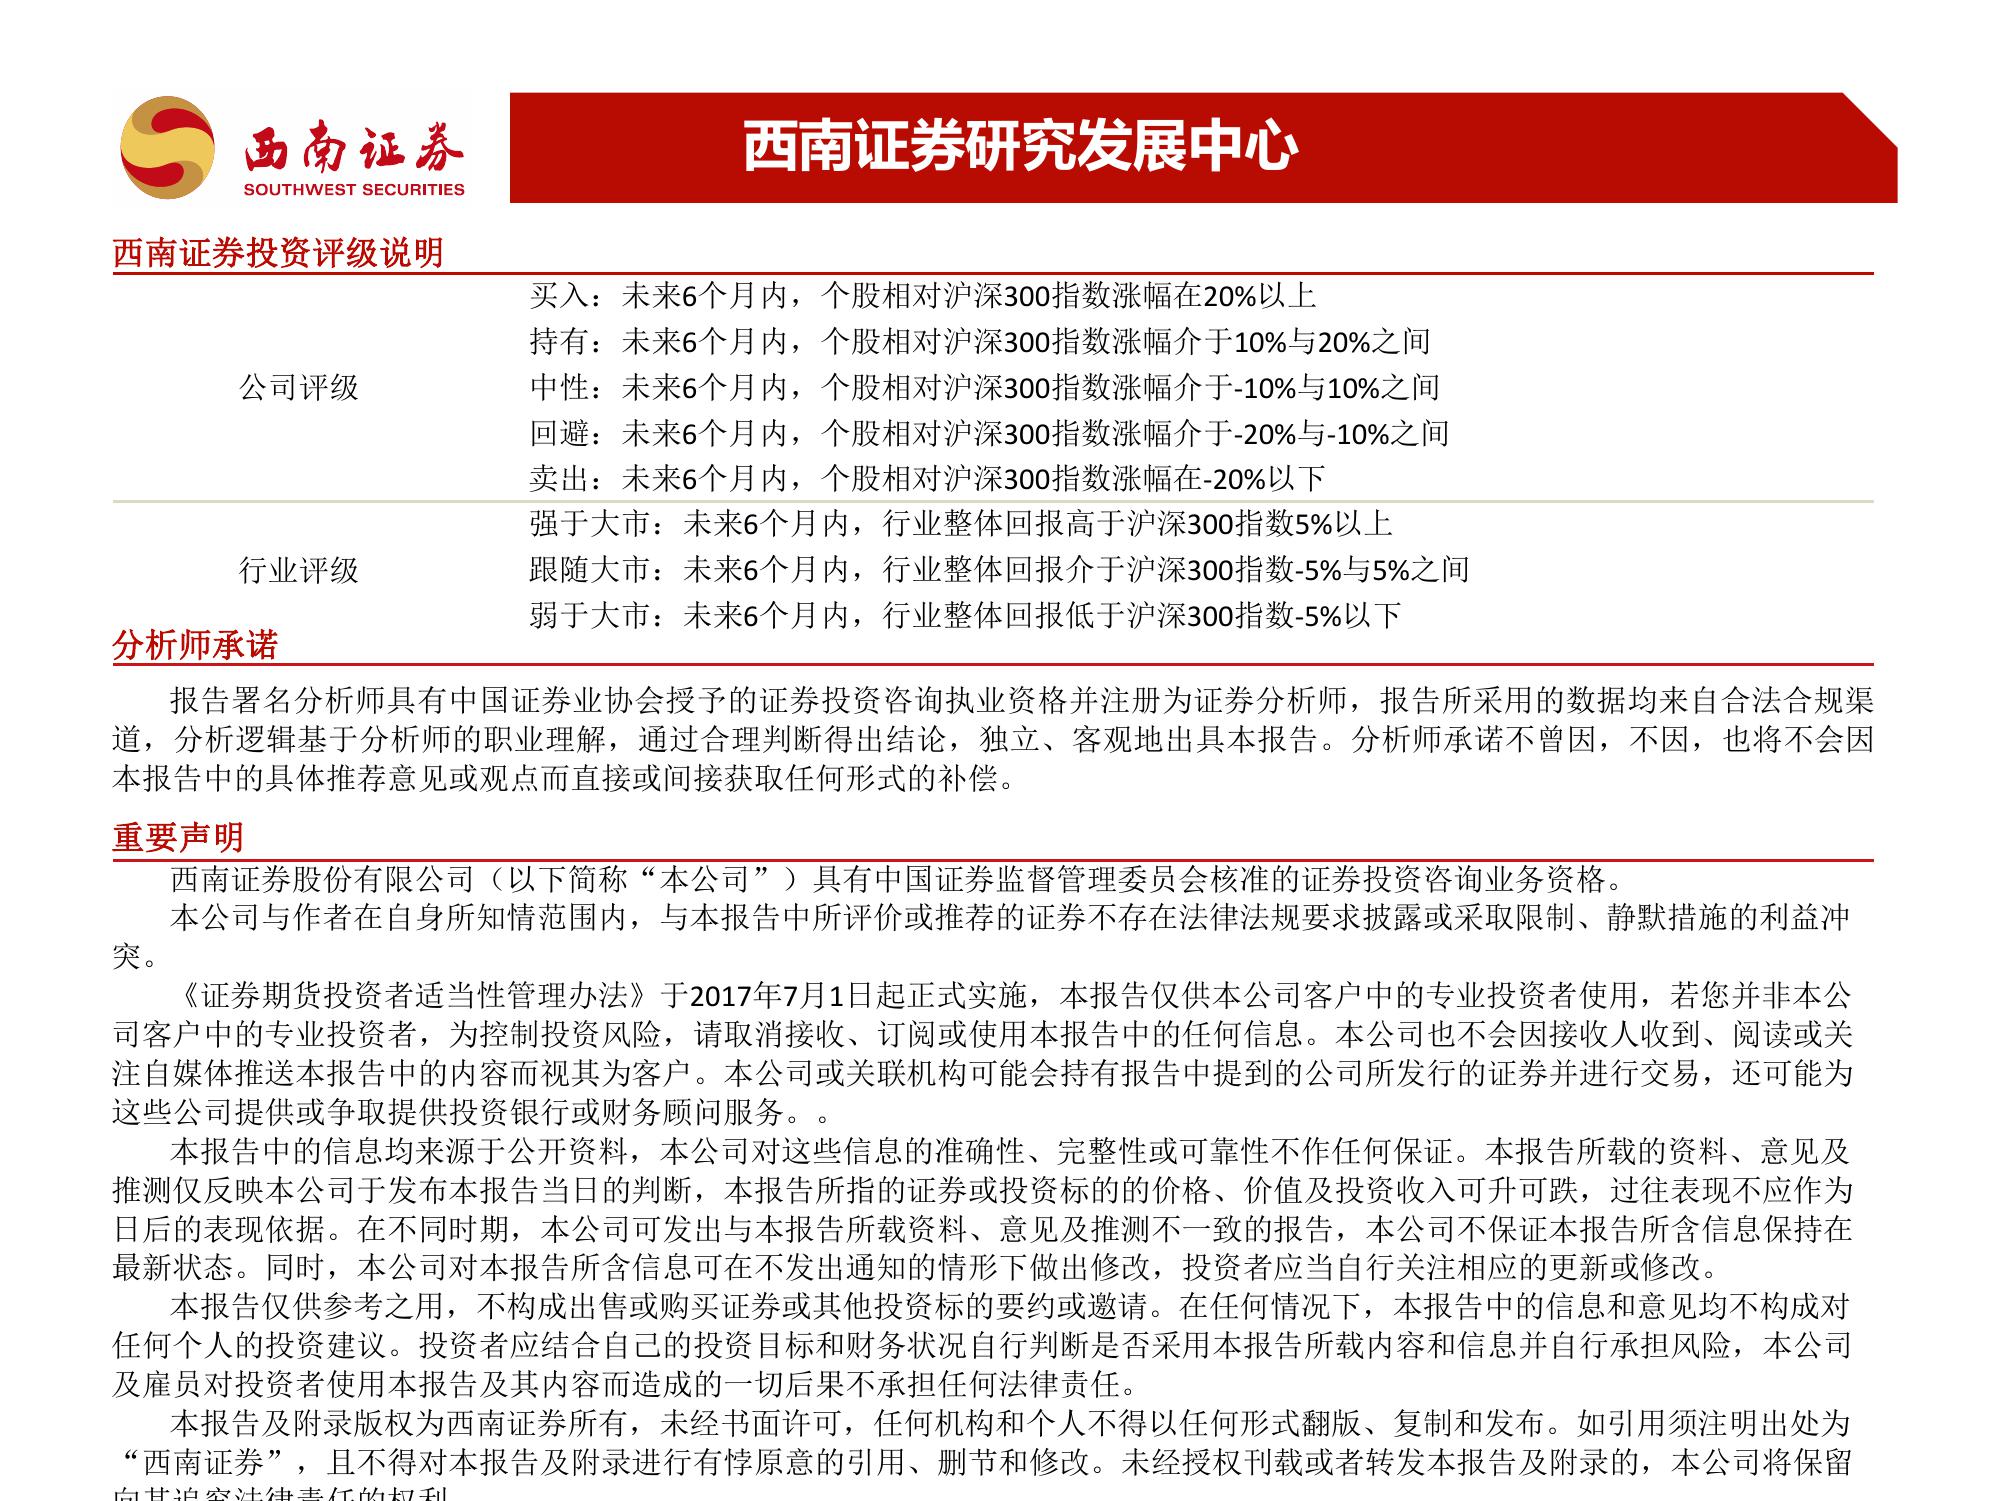 西南证券
SOUTHWEST SECURITIES
西南证券研究发展中心
西南证券投资评级说明
公司评级
买入：未来6个月内，个股相对沪深300指数涨幅在20%以上
持有：未来6个月内，个股相对沪深300指数涨幅介于10%与20%之间
中性：未来6个月内，个股相对沪深300指数涨幅介于-10%与10%之间
回避：未来6个月内，个股相对沪深300指数涨幅介于-20%与-10%之间
卖出：未来6个月内，个股相对沪深300指数涨幅在-20%以下
行业评级
强于大市：未来6个月内，行业整体回报高于沪深300指数5%以上
跟随大市：未来6个月内，行业整体回报介于沪深300指数-5%与5%之间
弱于大市：未来6个月内，行业整体回报低于沪深300指数-5%以下
分析师承诺
报告署名分析师具有中国证券业协会授予的证券投资咨询执业资格并注册为证券分析师，报告所采用的数据均来自合法合规渠
道，分析逻辑基于分析师的职业理解，通过合理判断得出结论，独立、客观地出具本报告。分析师承诺不曾因，不因，也将不会因
本报告中的具体推荐意见或观点而直接或间接获取任何形式的补偿。
重要声明
西南证券股份有限公司（以下简称“本公司”）具有中国证券监督管理委员会核准的证券投资咨询业务资格。
本公司与作者在自身所知情范围内，与本报告中所评价或推荐的证券不存在法律法规要求披露或采取限制、静默措施的利益冲
突。
《证券期货投资者适当性管理办法》于2017年7月1日起正式实施，本报告仅供本公司客户中的专业投资者使用，若您并非本公
司客户中的专业投资者，为控制投资风险，请取消接收、订阅或使用本报告中的任何信息。本公司也不会因接收人收到、阅读或关
注自媒体推送本报告中的内容而视其为客户。本公司或关联机构可能会持有报告中提到的公司所发行的证券并进行交易，还可能为
这些公司提供或争取提供投资银行或财务顾问服务。。
本报告中的信息均来源于公开资料，本公司对这些信息的准确性、完整性或可靠性不作任何保证。本报告所载的资料、意见及
推测仅反映本公司于发布本报告当日的判断，本报告所指的证券或投资标的的价格、价值及投资收入可升可跌，过往表现不应作为
日后的表现依据。在不同时期，本公司可发出与本报告所载资料、意见及推测不一致的报告，本公司不保证本报告所含信息保持在
最新状态。同时，本公司对本报告所含信息可在不发出通知的情形下做出修改，投资者应当自行关注相应的更新或修改。
本报告仅供参考之用，不构成出售或购买证券或其他投资标的要约或邀请。在任何情况下，本报告中的信息和意见均不构成对
任何个人的投资建议。投资者应结合自己的投资目标和财务状况自行判断是否采用本报告所载内容和信息并自行承担风险，本公司
及雇员对投资者使用本报告及其内容而造成的一切后果不承担任何法律责任。
本报告及附录版权为西南证券所有，未经书面许可，任何机构和个人不得以任何形式翻版、复制和发布。如引用须注明出处为
“西南证券”，且不得对本报告及附录进行有悖原意的引用、删节和修改。未经授权刊载或者转发本报告及附录的，本公司将保留
向其追究法律责任的权利